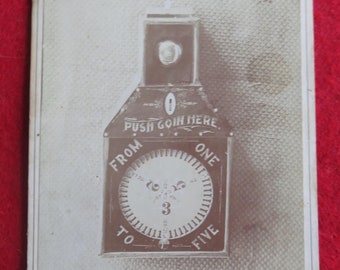 PUSH COIN HERE
FROM ONE
3
TO FIVE